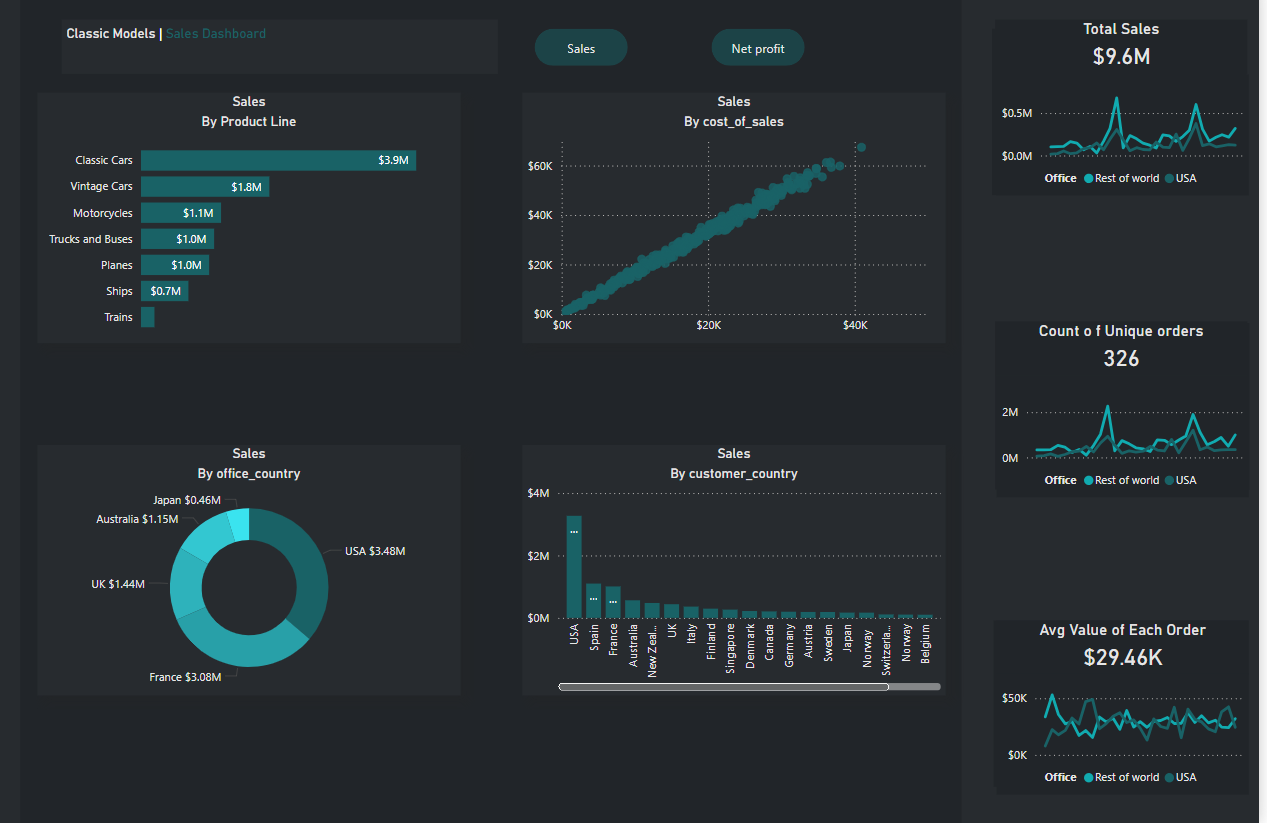 Classic Models | Sales Dashboard
Sales
Net profit
Sales
By Product Line
Classic Cars
$3.9M
Vintage Cars
$1.8M
Motorcycles
$1.1M
Trucks and Buses
$1.0M
Planes
$1.0M
Ships
$0.7M
Trains
Sales
By cost_of_sales
$60K
$40K
$20K
$0K
$0K
$20K
$40K
Sales
By office_country
Japan $0.46M
Australia $1.15M
UK $1.44M
USA $3.48M
France $3.08M
Sales
By customer_country
$4M
$2M
$0M
...
...
...
USA
Spain
France
Australia
New Zeal...
UK
Italy
Finland
Singapore
Denmark
Canada
Germany
Austria
Sweden
Japan
Norway
Switzerla...
Norway
Belgium
Total Sales
$9.6M
$0.5M
$0.0M
Office Rest of world USA
Count o f Unique orders
326
2M
0M
Office Rest of world USA
Avg Value of Each Order
$29.46K
$50K
$0K
Office Rest of world USA